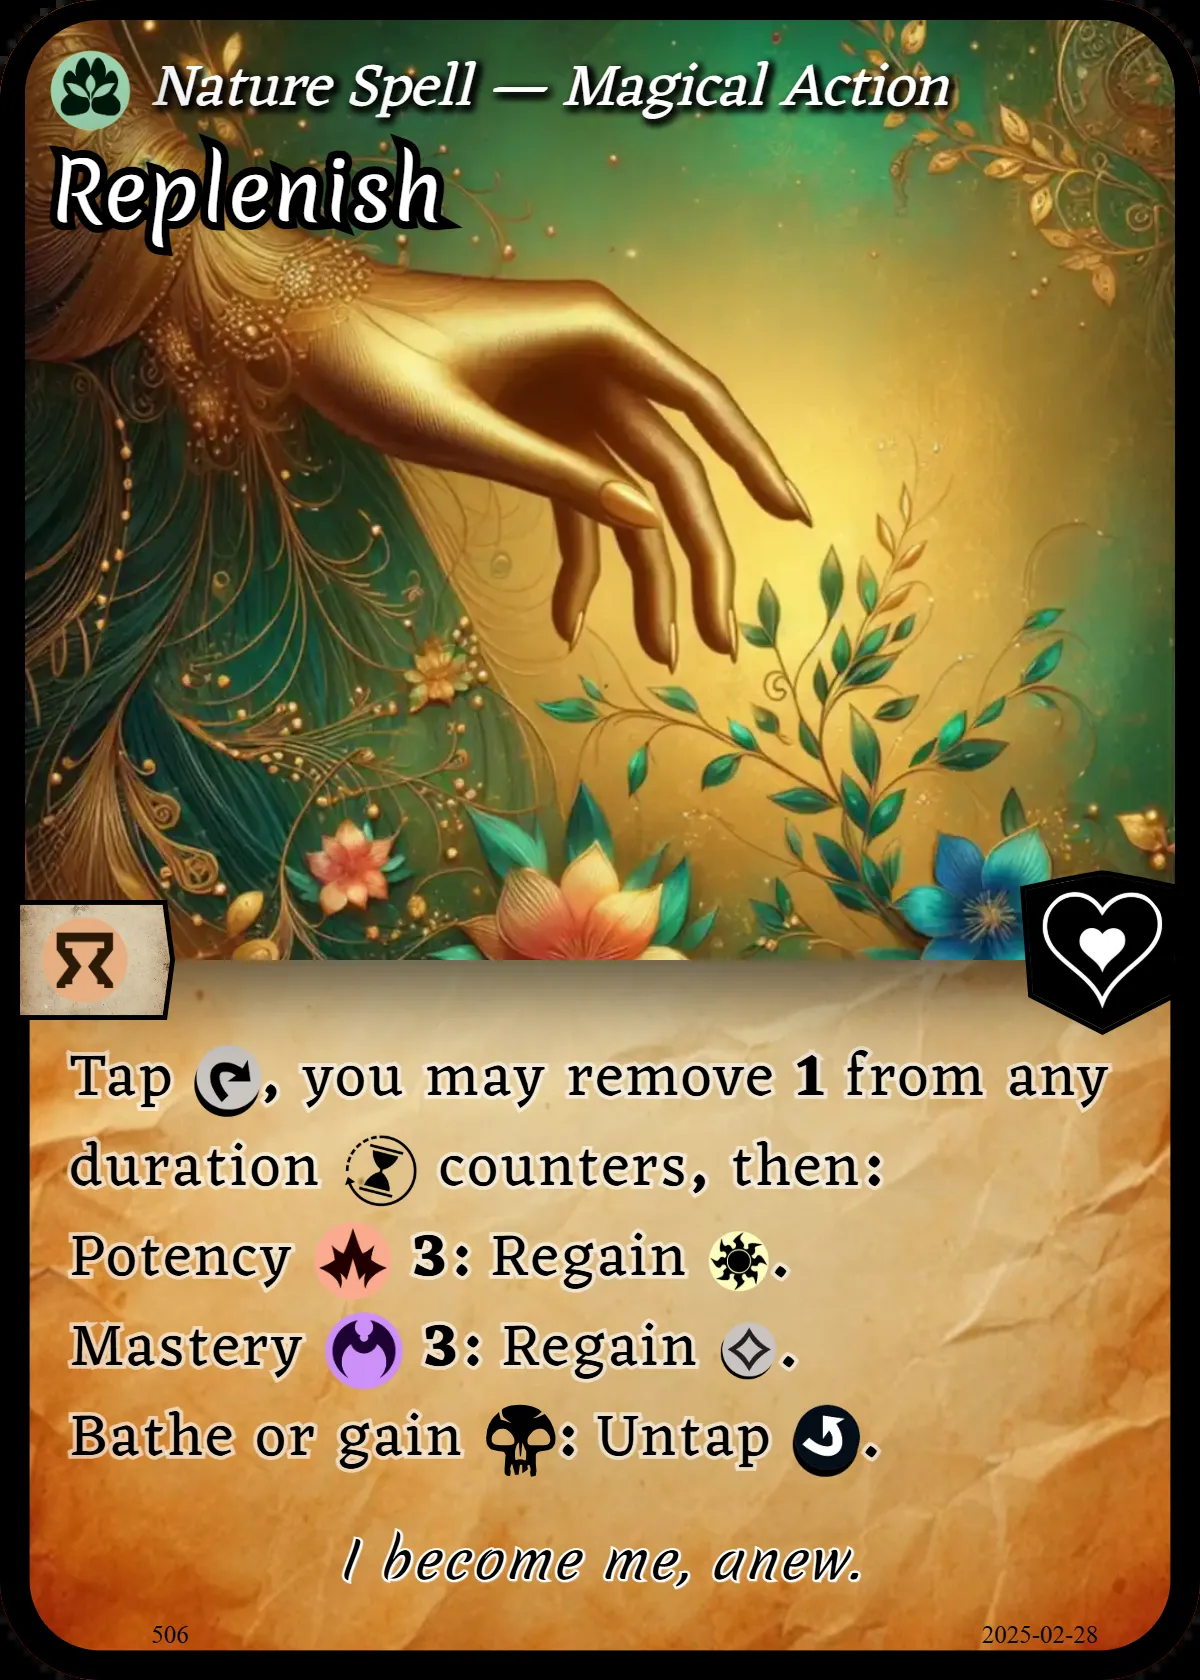 Nature Spell — Magical Action
Replenish
Tap , you may remove 1 from any
duration counters, then:
Potency 3: Regain .
Mastery 3: Regain .
Bathe or gain : Untap .
I become me, anew.
506
2025-02-28